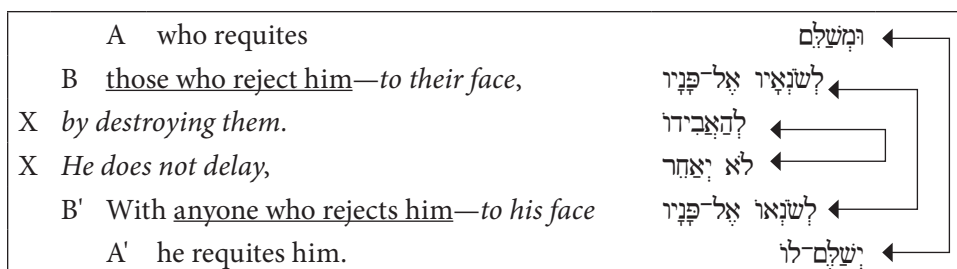 A who requites וּמְשַׁלֵּם
B those who reject him—to their face, לְשֹׂנְאָיו אֶל־פָּנָיו
X by destroying them. לְהַאֲבִידוֹ
X He does not delay, לֹא יְאַחֵר
B' With anyone who rejects him—to his face לְשֹׂנְאוֹ אֶל־פָּנָיו
A' he requites him. יְשַׁלֶּם־לוֹ